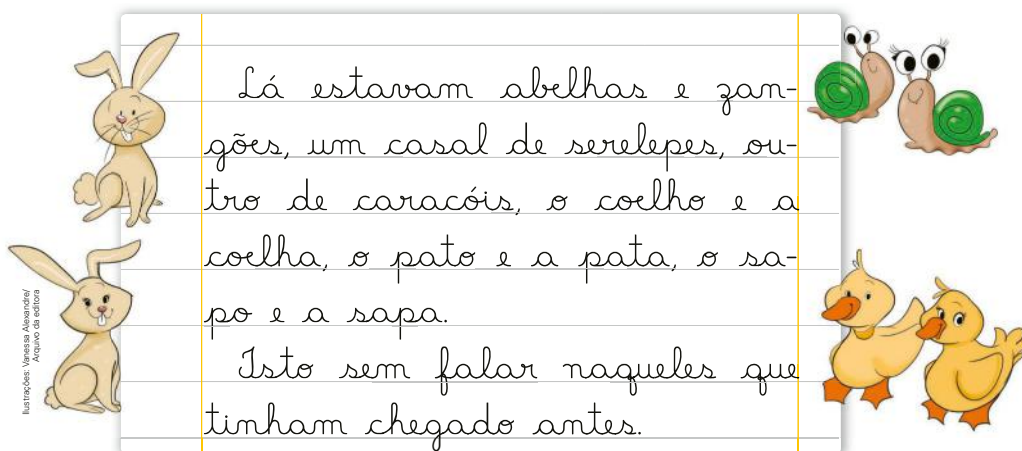 Lá estavam abelhas e zan-
gões, um casal de serelepes, ou-
tro de caracóis, o coelho e a
coelha, o pato e a pata, o sa-
po e a sapa.
Isto sem falar naqueles que
tinham chegado antes.
Ilustrações: Vanessa Alexandre/
Arquivo da editora